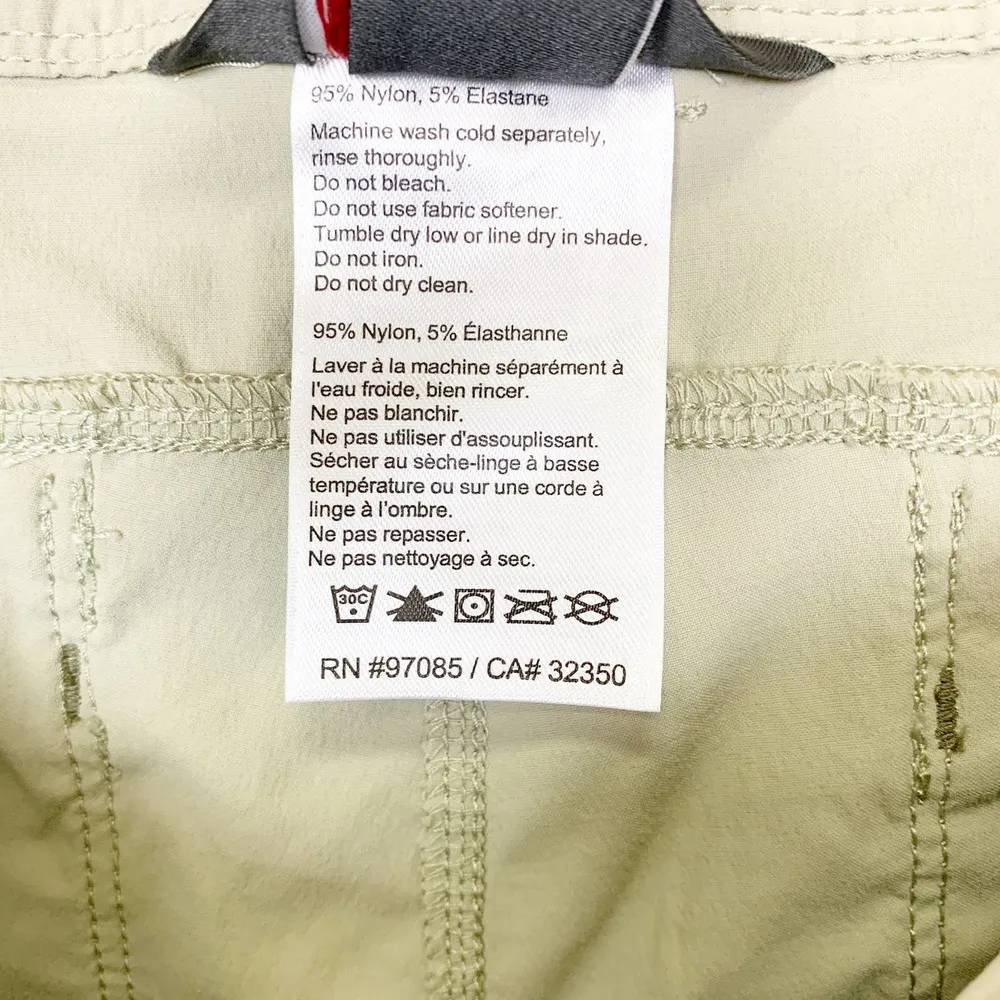 95% Nylon, 5% Elastane
Machine wash cold separately,
rinse thoroughly.
Do not bleach.
Do not use fabric softener.
Tumble dry low or line dry in shade.
Do not iron.
Do not dry clean.
95% Nylon, 5% Élasthanne
Laver à la machine séparément à
l'eau froide, bien rincer.
Ne pas blanchir.
Ne pas utiliser d'assouplissant.
Sécher au sèche-linge à basse
température ou sur une corde à
linge à l'ombre.
Ne pas repasser.
Ne pas nettoyage à sec.
30C
RN #97085 / CA# 32350